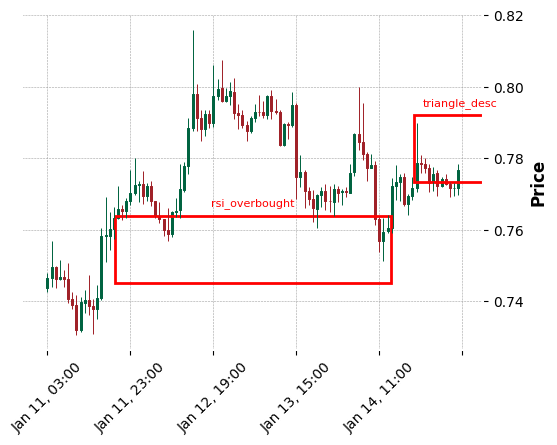 0.82
0.80
triangle_desc
0.78
rsi_overbought
0.76
0.74
Price
Jan 11, 03:00
Jan 11, 23:00
Jan 12, 19:00
Jan 13, 15:00
Jan 14, 11:00